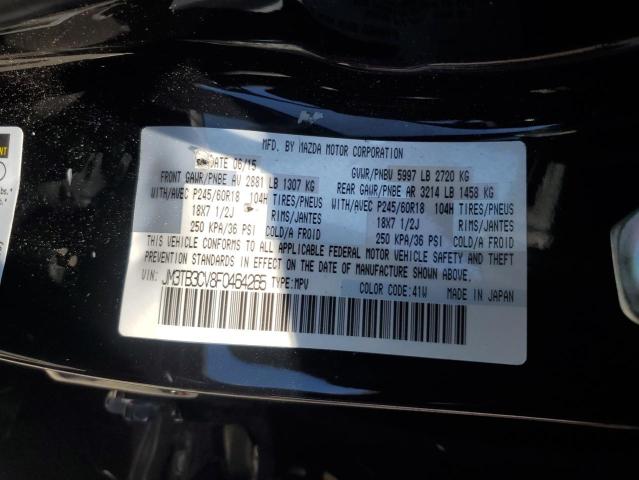 MFD. BY MAZDA MOTOR CORPORATION
DATE 06/15 GVWR/PNBV 5997 LB 2720 KG
FRONT GAWR/PNBE AV 2881 LB 1307 KG REAR GAWR/PNBE AR 3214 LB 1458 KG
WITH/AVEC P245/60R18 104H TIRES/PNEUS WITH/AVEC P245/60R18 104H TIRES/PNEUS
18X7 1/2J RIMS/JANTES 18X7 1/2J RIMS/JANTES
250 KPA/36 PSI COLD/A FROID 250 KPA/36 PSI COLD/A FROID
THIS VEHICLE CONFORMS TO ALL APPLICABLE FEDERAL MOTOR VEHICLE SAFETY AND THEFT
PREVENTION STANDARDS IN EFFECT ON THE DATE OF MANUFACTURE SHOWN ABOVE.
VIN: JM3TB3CV8F0464265 TYPE:MPV COLOR CODE:41W MADE IN JAPAN